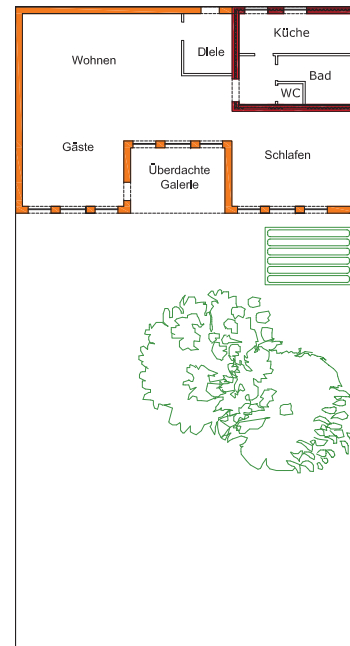 Küche
Wohnen
Diele
Bad
WC
Gäste
Schlafen
Überdachte
Galerie